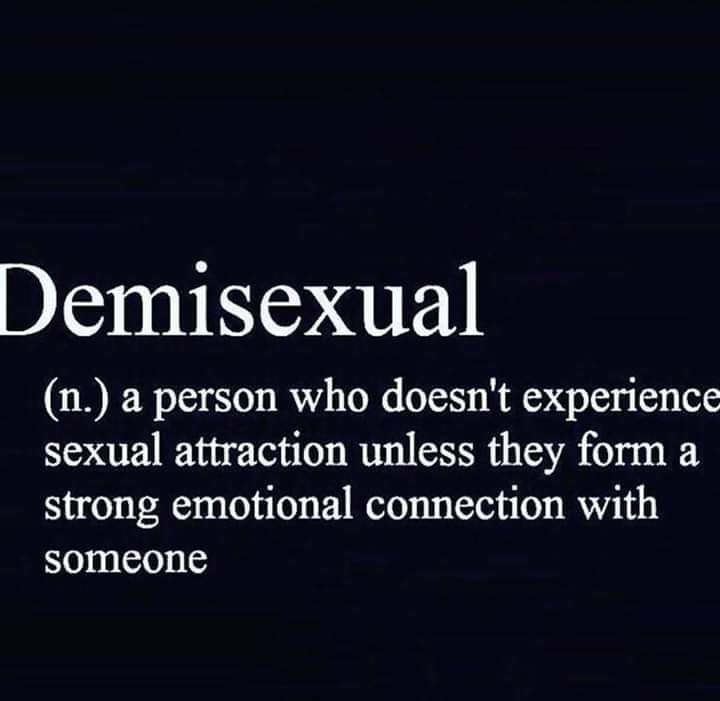 Demisexual
(n.) a person who doesn't experience
sexual attraction unless they form a
strong emotional connection with
someone